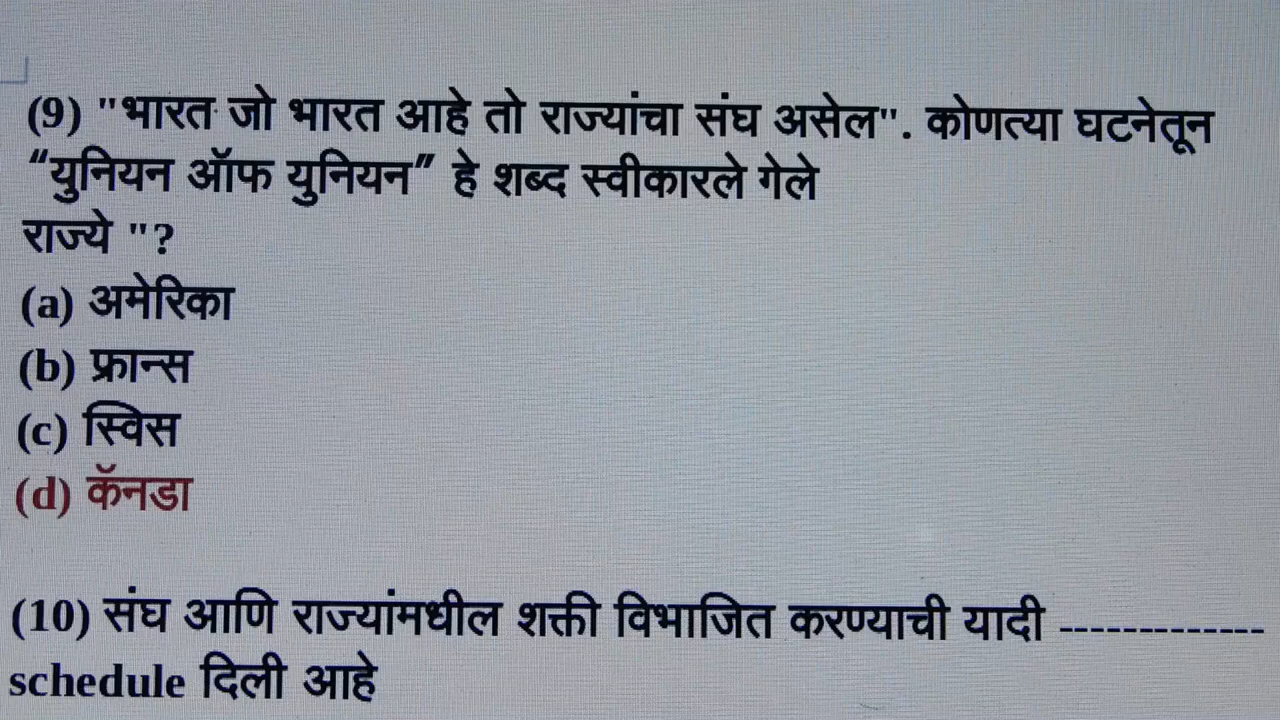 (9) "भारत जो भारत आहे तो राज्यांचा संघ असेल". कोणत्या घटनेतून
“युनियन ऑफ युनियन” हे शब्द स्वीकारले गेले
राज्ये "?
(a) अमेरिका
(b) फ्रान्स
(c) स्विस
(d) कॅनडा
(10) संघ आणि राज्यांमधील शक्ती विभाजित करण्याची यादी -------------
schedule दिली आहे